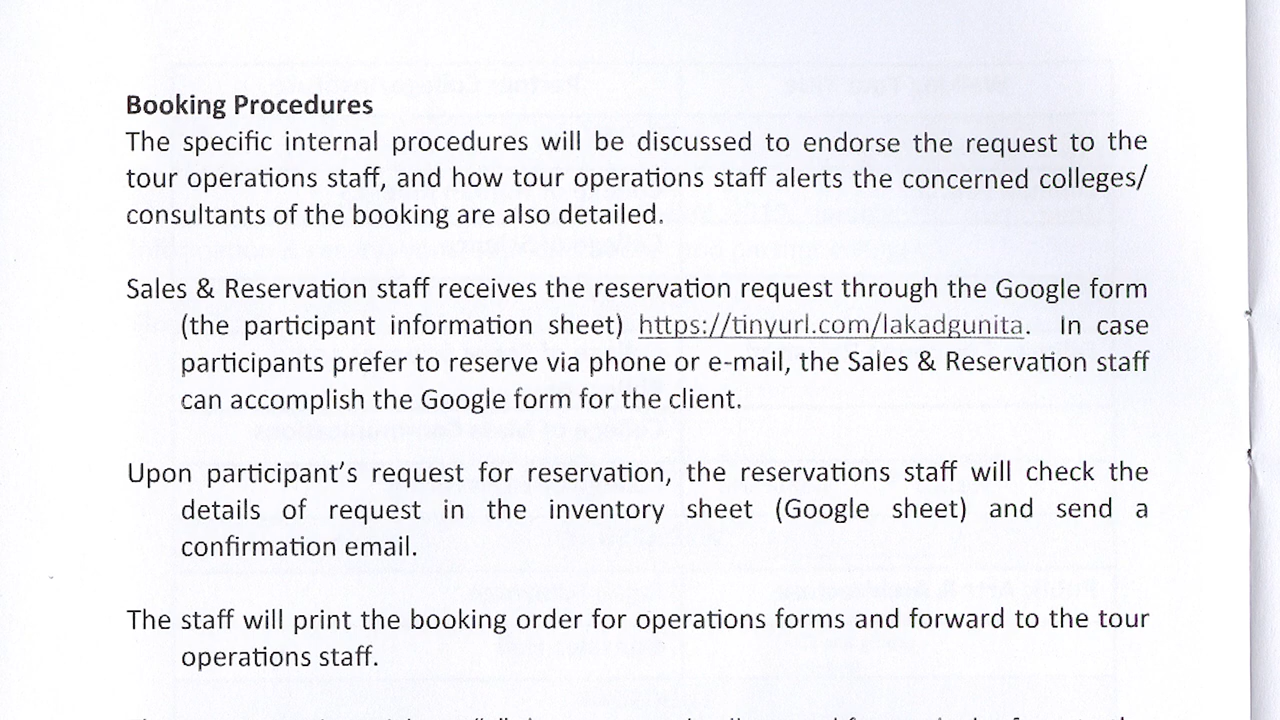 Booking Procedures
The specific internal procedures will be discussed to endorse the request to the
tour operations staff, and how tour operations staff alerts the concerned colleges/
consultants of the booking are also detailed.
Sales & Reservation staff receives the reservation request through the Google form
(the participant information sheet) https://tinyurl.com/lakadgunita. In case
participants prefer to reserve via phone or e-mail, the Sales & Reservation staff
can accomplish the Google form for the client.
Upon participant's request for reservation, the reservations staff will check the
details of request in the inventory sheet (Google sheet) and send a
confirmation email.
The staff will print the booking order for operations forms and forward to the tour
operations staff.